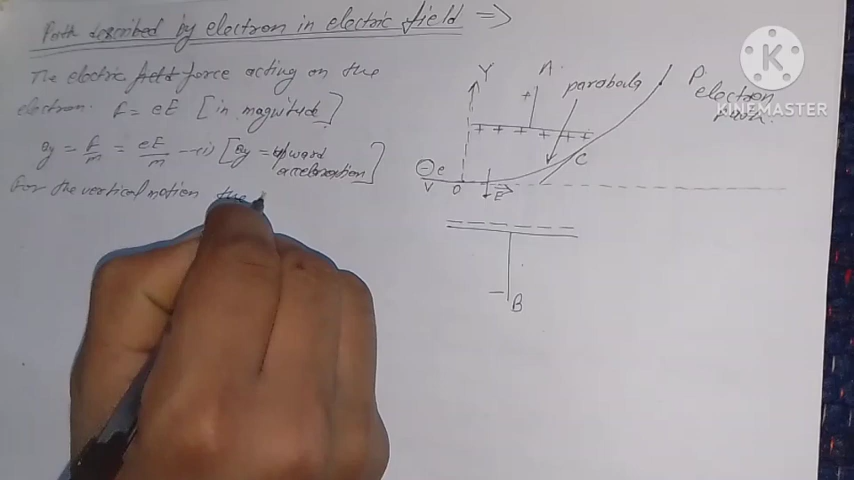 Path described by electron in electric field ⇒
The electric force acting on the
electron. F = eE [in magnitude]
ay = F/m = eE/m --(i) [ay = upward
acceleration]
For the vertical motion the
Y
A
+
parabola
P
electron
Path.
+ + + + + + +
C
e
V
O
E
B
KINEMASTER